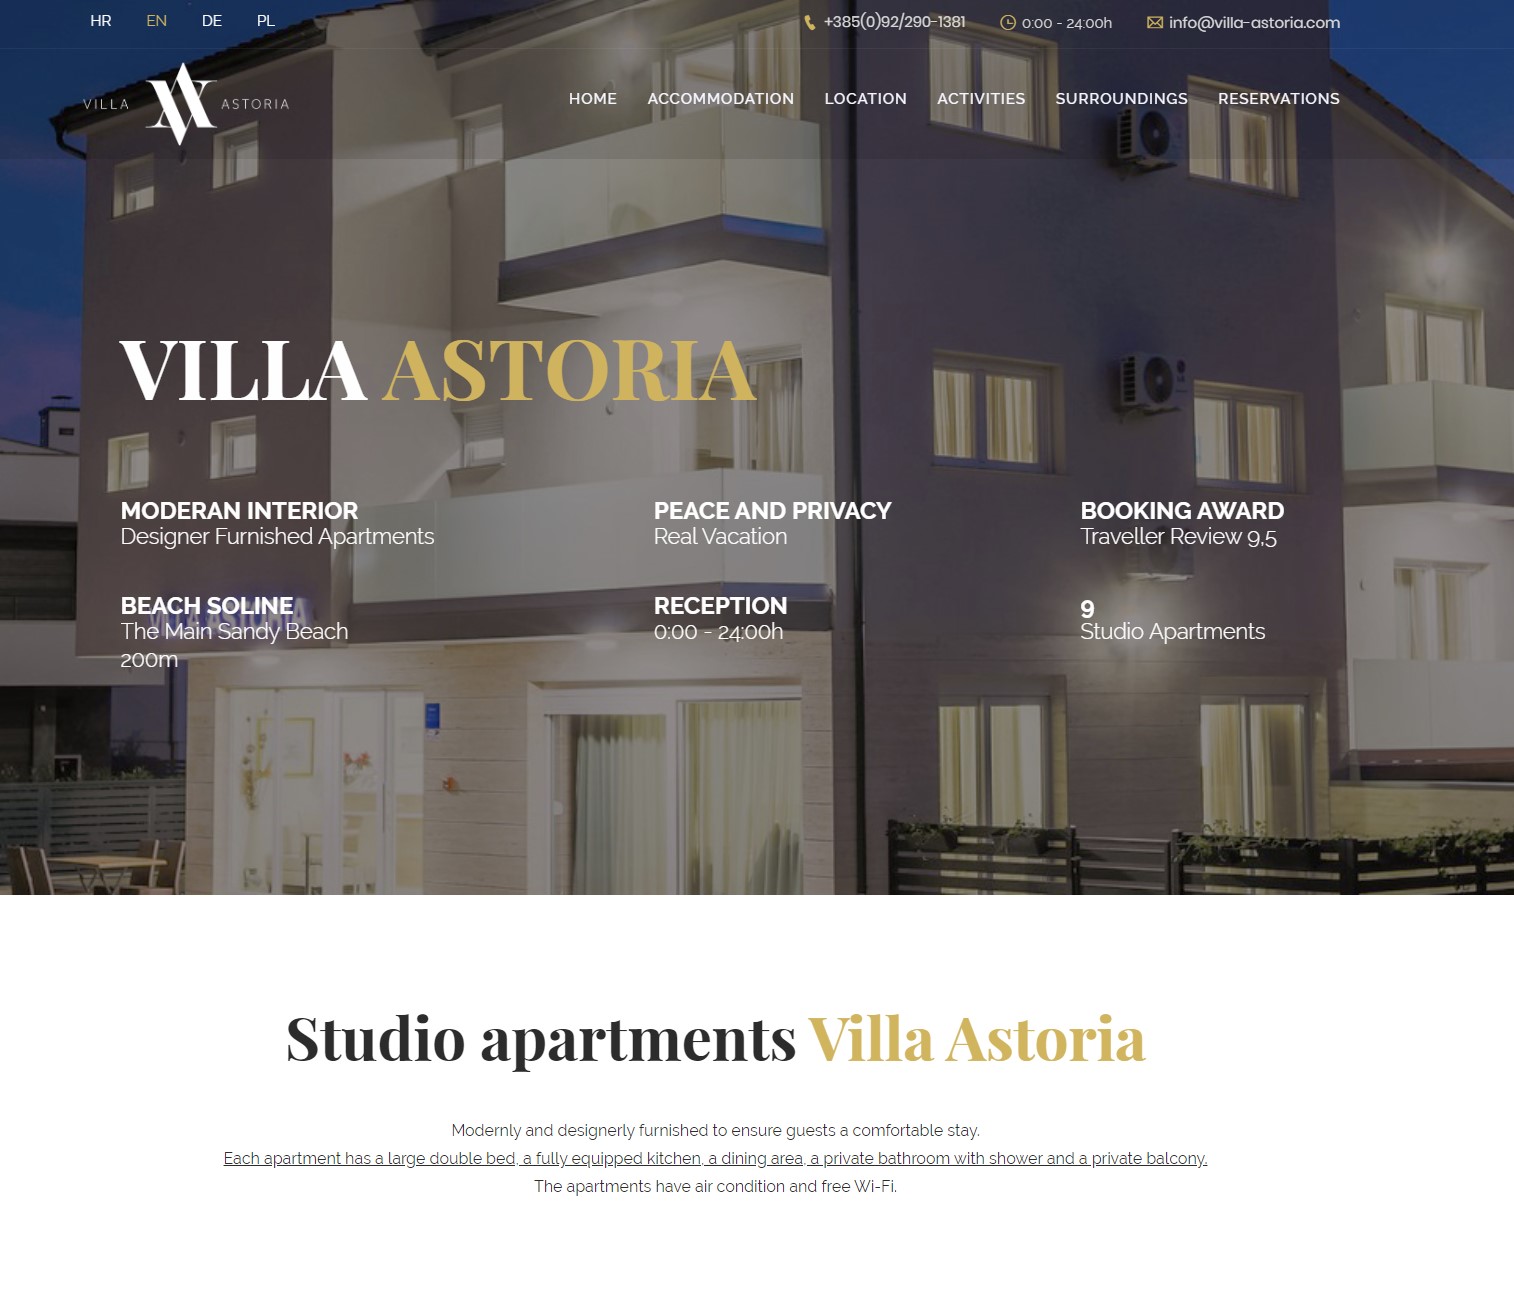 HR EN DE PL
+385(0)92/290-1381 0:00 - 24:00h info@villa-astoria.com
VILLA ASTORIA
HOME ACCOMMODATION LOCATION ACTIVITIES SURROUNDINGS RESERVATIONS
VILLA ASTORIA
MODERAN INTERIOR
Designer Furnished Apartments
PEACE AND PRIVACY
Real Vacation
BOOKING AWARD
Traveller Review 9,5
BEACH SOLINE
The Main Sandy Beach
200m
RECEPTION
0:00 - 24:00h
9
Studio Apartments
VILLA ASTORIA
Studio apartments Villa Astoria
Modernly and designerly furnished to ensure guests a comfortable stay.
Each apartment has a large double bed, a fully equipped kitchen, a dining area, a private bathroom with shower and a private balcony.
The apartments have air condition and free Wi-Fi.